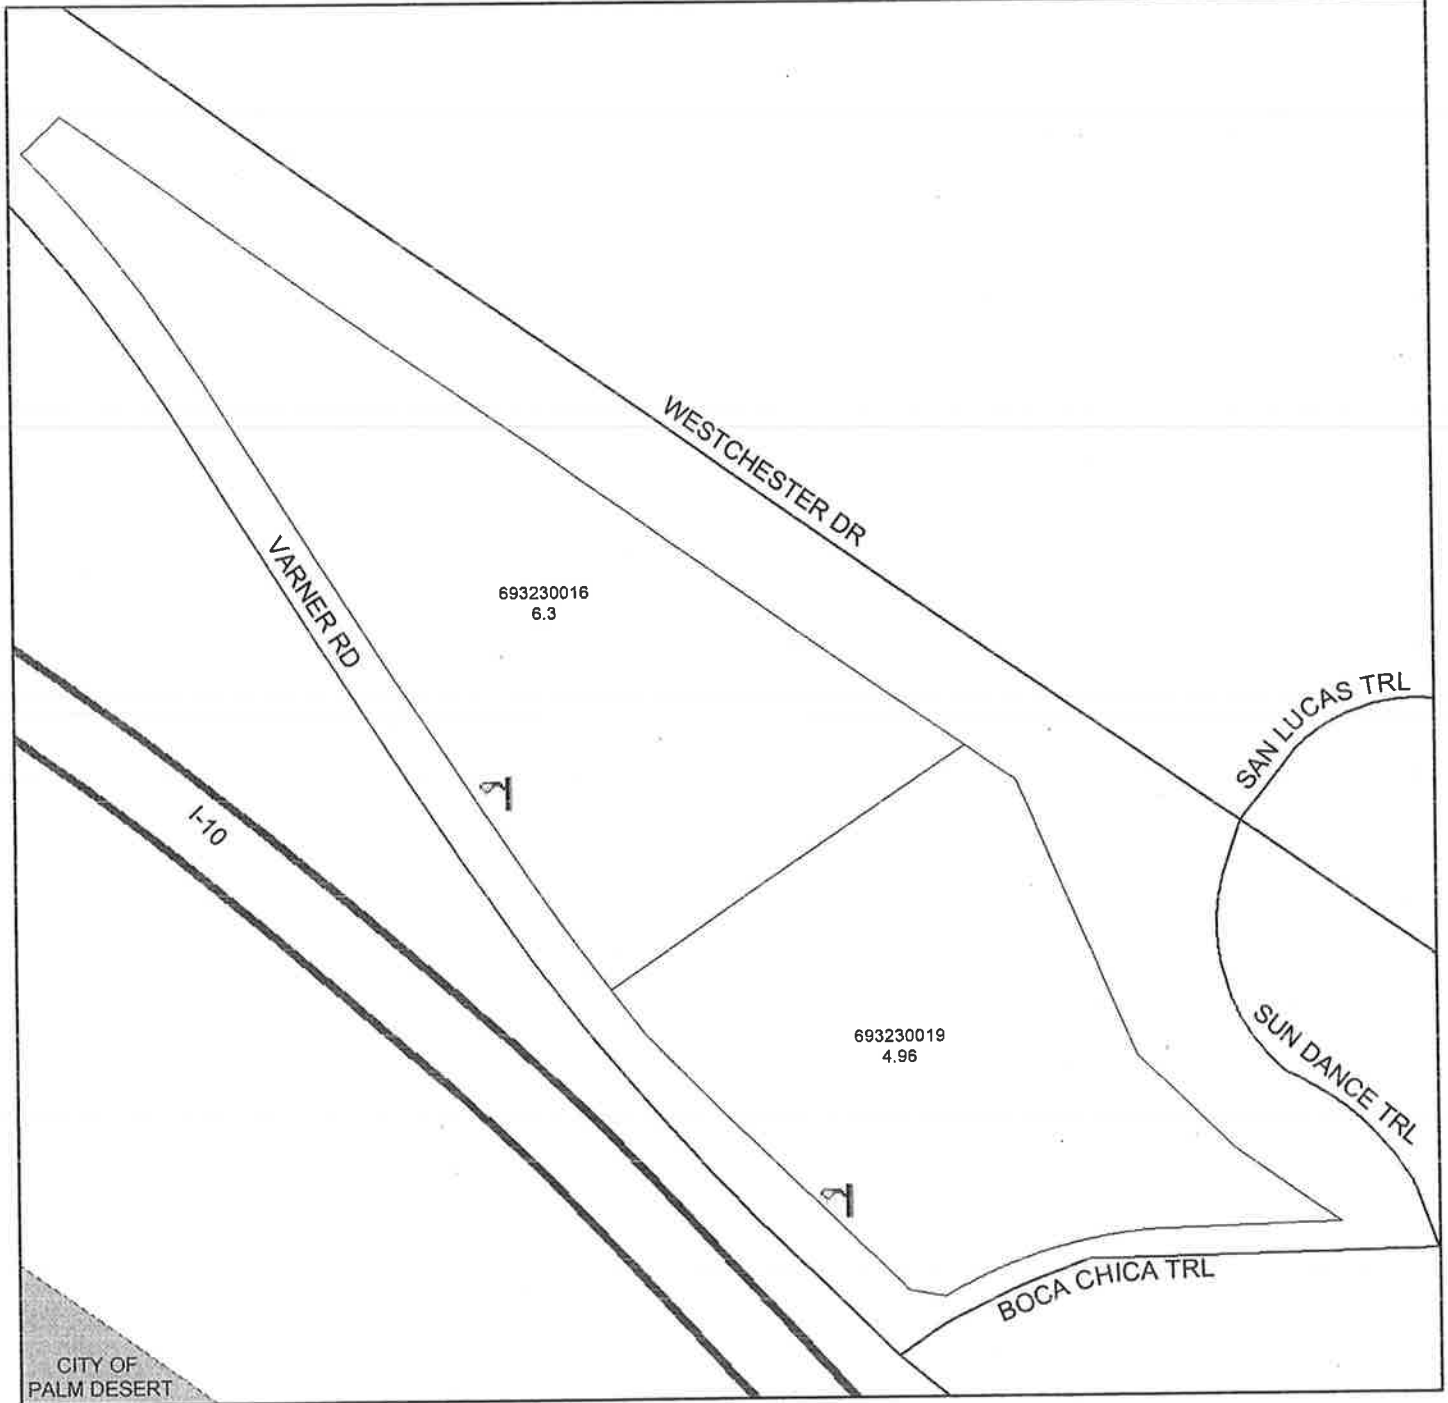 WESTCHESTER DR
VARNER RD
693230016
6.3
SAN LUCAS TRL
I-10
693230019
4.96
SUN DANCE TRL
BOCA CHICA TRL
CITY OF
PALM DESERT